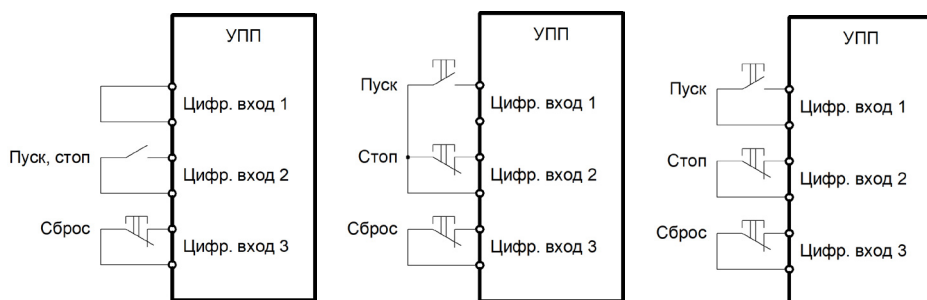 УПП
Цифр. вход 1
Пуск, стоп
Цифр. вход 2
Сброс
Цифр. вход 3
УПП
Пуск
Цифр. вход 1
Стоп
Цифр. вход 2
Сброс
Цифр. вход 3
УПП
Пуск
Цифр. вход 1
Стоп
Цифр. вход 2
Сброс
Цифр. вход 3